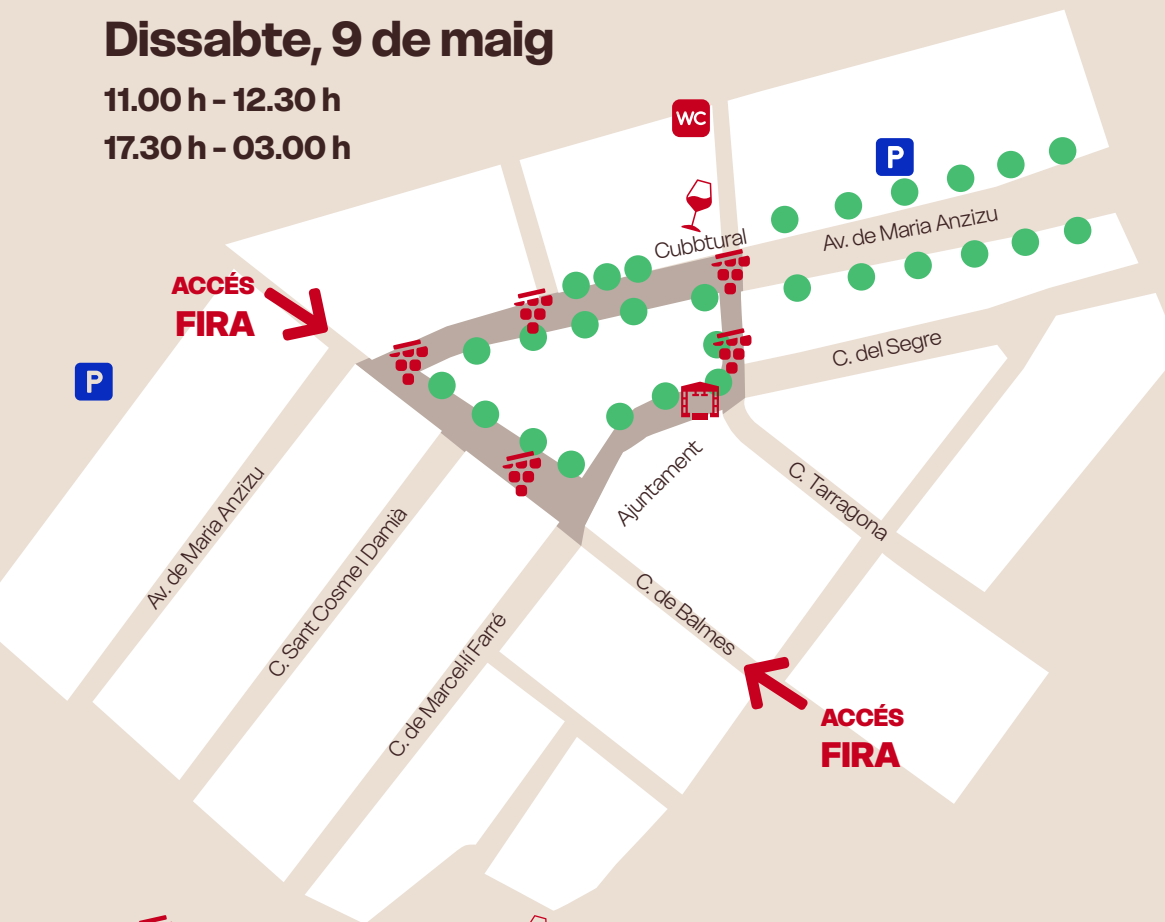 Dissabte, 9 de maig
11.00 h - 12.30 h
17.30 h - 03.00 h
WC
P
Cubbtural
Av. de Maria Anzizu
ACCÉS
FIRA
C. del Segre
P
Ajuntament
C. Tarragona
Av. de Maria Anzizu
C. Sant Cosme I Damià
C. de Marcel·lí Farré
C. de Balmes
ACCÉS
FIRA